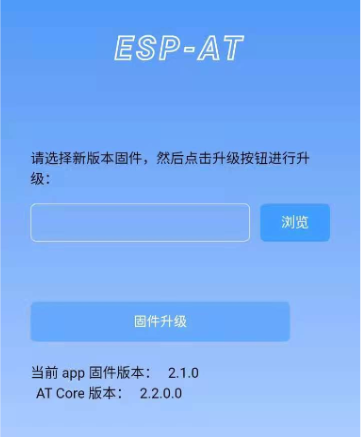 ESP-AT
请选择新版本固件，然后点击升级按钮进行升
级：
浏览
固件升级
当前 app 固件版本： 2.1.0
AT Core 版本： 2.2.0.0